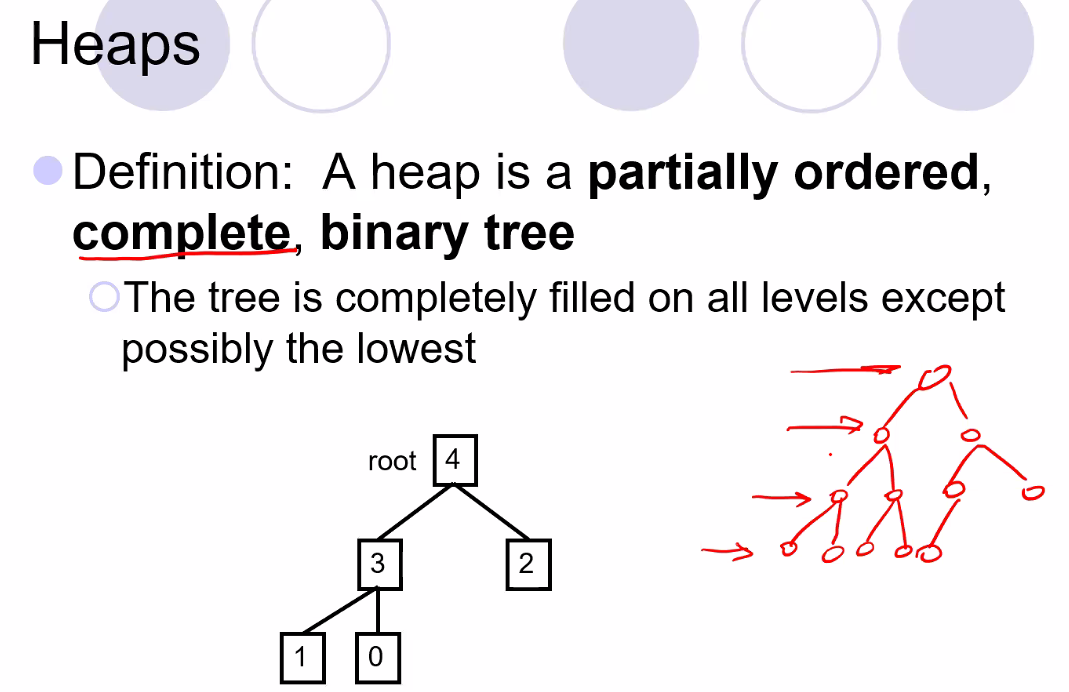 Heaps
Definition: A heap is a partially ordered,
complete, binary tree
The tree is completely filled on all levels except
possibly the lowest
root 4
3 2
1 0